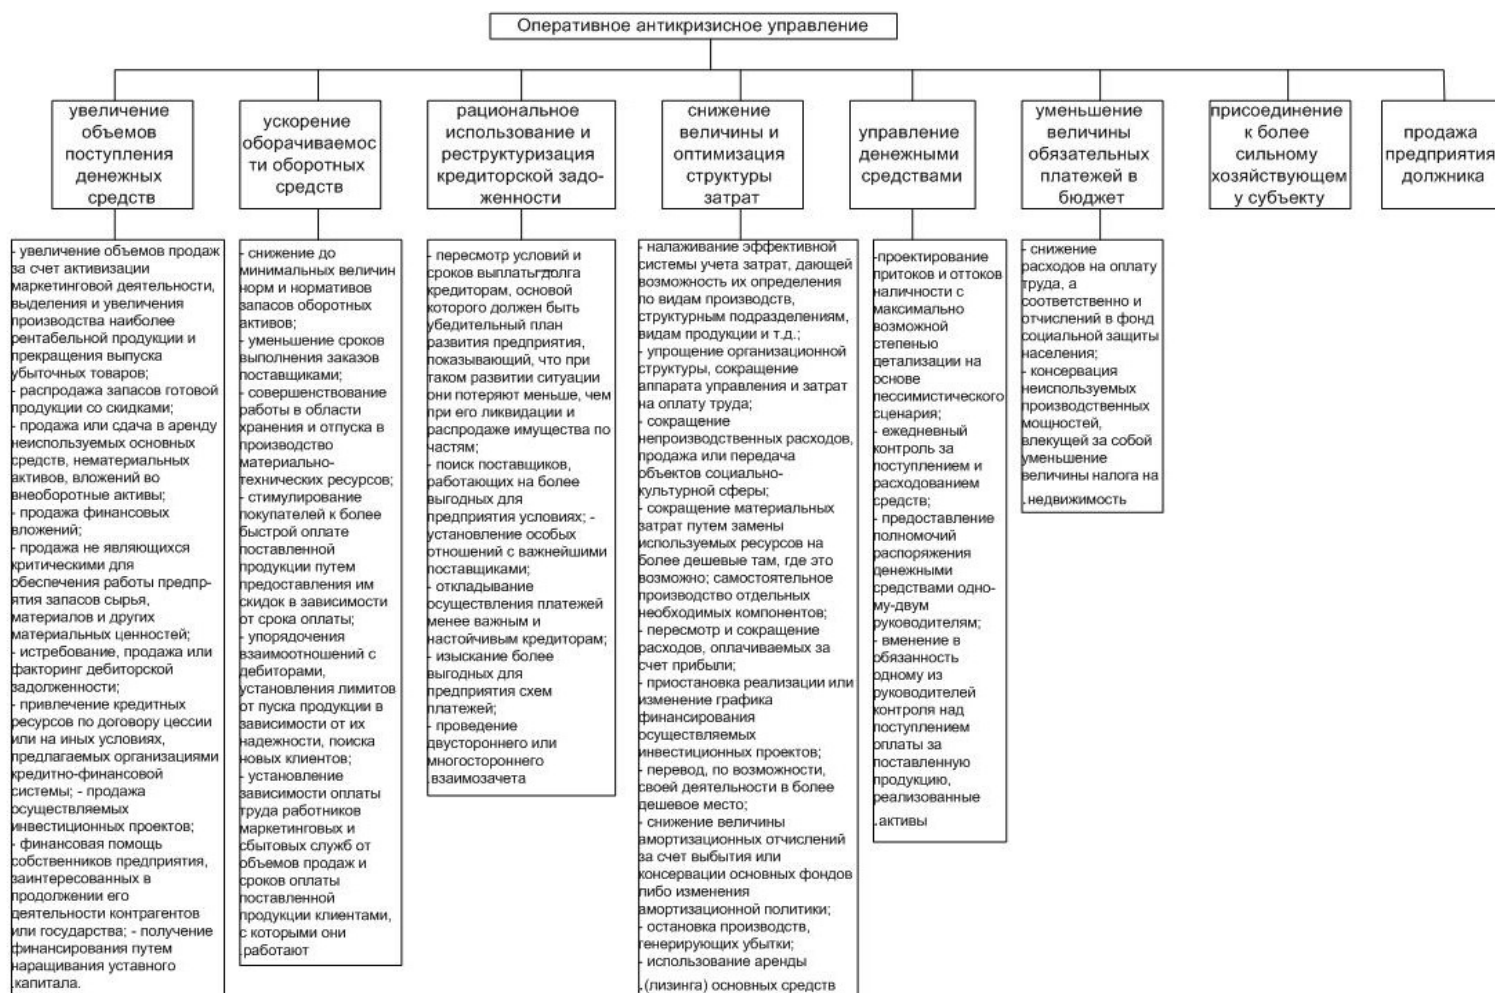 Оперативное антикризисное управление
увеличение
объемов
поступления
денежных
средств
ускорение
оборачиваемос
ти оборотных
средств
рациональное
использование и
реструктуризация
кредиторской задо-
женности
снижение
величины и
оптимизация
структуры
затрат
управление
денежными
средствами
уменьшение
величины
обязательных
платежей в
бюджет
присоединение
к более
сильному
хозяйствующем
у субъекту
продажа
предприятия
должника
- увеличение объемов продаж
за счет активизации
маркетинговой деятельности,
выделения и увеличения
производства наиболее
рентабельной продукции и
прекращения выпуска
убыточных товаров;
- распродажа запасов готовой
продукции со скидками;
- продажа или сдача в аренду
неиспользуемых основных
средств, нематериальных
активов, вложений во
внеоборотные активы;
- продажа финансовых
вложений;
- продажа не являющихся
критическими для
обеспечения работы предпр-
ятия запасов сырья,
материалов и других
материальных ценностей;
- истребование, продажа или
факторинг дебиторской
задолженности;
- привлечение кредитных
ресурсов по договору цессии
или на иных условиях,
предлагаемых организациями
кредитно-финансовой
системы; - продажа
осуществляемых
инвестиционных проектов;
- финансовая помощь
собственников предприятия,
заинтересованных в
продолжении его
деятельности контрагентов
или государства; - получение
финансирования путем
наращивания уставного
.капитала.
- снижение до
минимальных величин
норм и нормативов
запасов оборотных
активов;
- уменьшение сроков
выполнения заказов
поставщиками;
- совершенствование
работы в области
хранения и отпуска в
производство
материально-
технических ресурсов;
- стимулирование
покупателей к более
быстрой оплате
поставленной
продукции путем
предоставления им
скидок в зависимости
от срока оплаты;
- упорядочения
взаимоотношений с
дебиторами,
установления лимитов
от пуска продукции в
зависимости от их
надежности, поиска
новых клиентов;
- установление
зависимости оплаты
труда работников
маркетинговых и
сбытовых служб от
объемов продаж и
сроков оплаты
поставленной
продукции клиентами,
с которыми они
.работают
- пересмотр условий и
сроков выплаты долга
кредиторам, основой
которого должен быть
убедительный план
развития предприятия,
показывающий, что при
таком развитии ситуации
они потеряют меньше, чем
при его ликвидации и
распродаже имущества по
частям;
- поиск поставщиков,
работающих на более
выгодных для
предприятия условиях; -
установление особых
отношений с важнейшими
поставщиками;
- откладывание
осуществления платежей
менее важным и
настойчивым кредиторам;
- изыскание более
выгодных для
предприятия схем
платежей;
- проведение
двустороннего или
многостороннего
.взаимозачета
- налаживание эффективной
системы учета затрат, дающей
возможность их определения
по видам производств,
структурным подразделениям,
видам продукции и т.д.;
- упрощение организационной
структуры, сокращение
аппарата управления и затрат
на оплату труда;
- сокращение
непроизводственных расходов,
продажа или передача
объектов социально-
культурной сферы;
- сокращение материальных
затрат путем замены
используемых ресурсов на
более дешевые там, где это
возможно; самостоятельное
производство отдельных
необходимых компонентов;
- пересмотр и сокращение
расходов, оплачиваемых за
счет прибыли;
- приостановка реализации или
изменение графика
финансирования
осуществляемых
инвестиционных проектов;
- перевод, по возможности,
своей деятельности в более
дешевое место;
- снижение величины
амортизационных отчислений
за счет выбытия или
консервации основных фондов
либо изменения
амортизационной политики;
- остановка производств,
генерирующих убытки;
- использование аренды
.(лизинга) основных средств
-проектирование
притоков и оттоков
наличности с
максимально
возможной
степенью
детализации на
основе
пессимистического
сценария;
- ежедневный
контроль за
поступлением и
расходованием
средств;
- предоставление
полномочий
распоряжения
денежными
средствами одно-
му-двум
руководителям;
- вменение в
обязанность
одному из
руководителей
контроля над
поступлением
оплаты за
поставленную
продукцию,
реализованные
.активы
- снижение
расходов на оплату
труда, а
соответственно и
отчислений в фонд
социальной защиты
населения;
- консервация
неиспользуемых
производственных
мощностей,
влекущей за собой
уменьшение
величины налога на
.недвижимость